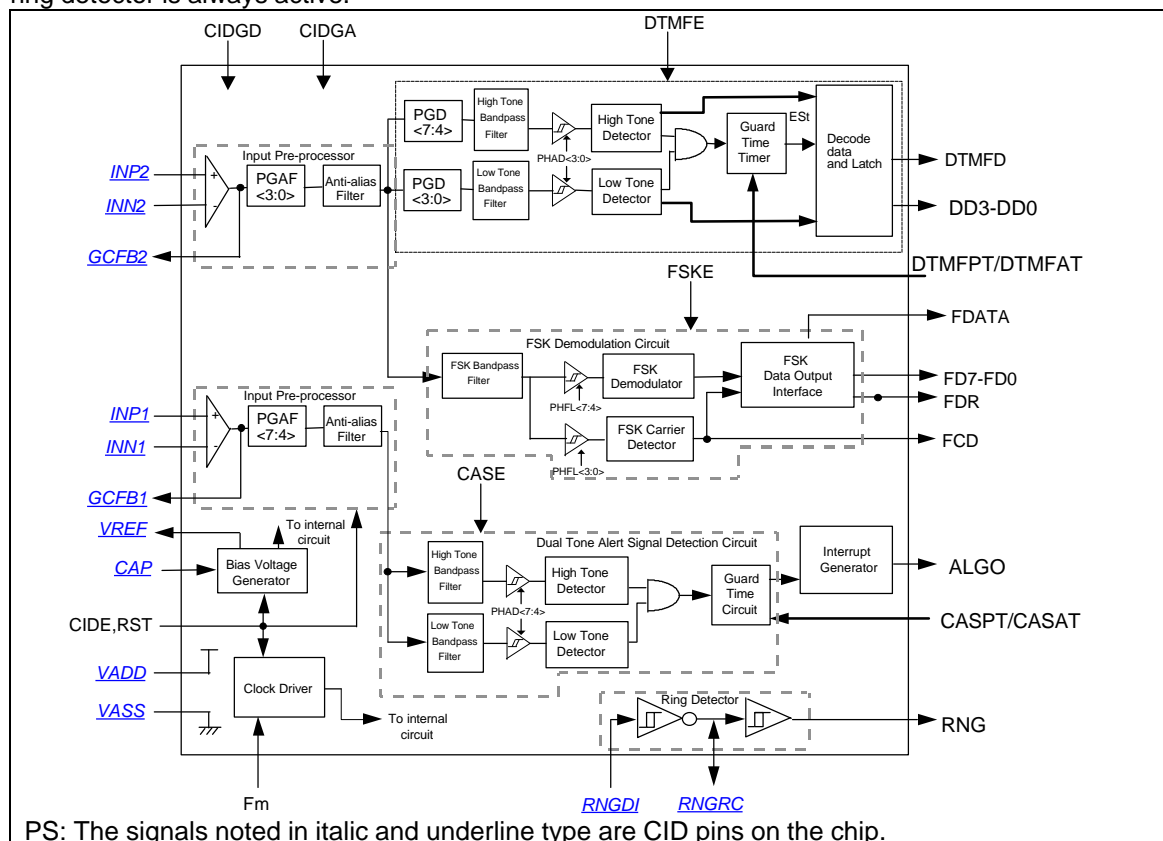 ring detector is always active.
CIDGD
CIDGA
DTMFE
Input Pre-processor
INP2
INN2
GCFB2
+
-
PGAF
<3:0>
Anti-alias
Filter
PGD
<7:4>
High Tone
Bandpass
Filter
PHAD<3:0>
High Tone
Detector
PGD
<3:0>
Low Tone
Bandpass
Filter
Low Tone
Detector
Guard
Time
Timer
ESt
Decode
data
and Latch
DTMFD
DD3-DD0
DTMFPT/DTMFAT
FSKE
FSK Demodulation Circuit
FSK Bandpass
Filter
PHFL<7:4>
FSK
Demodulator
PHFL<3:0>
FSK Carrier
Detector
FSK
Data Output
Interface
FDATA
FD7-FD0
FDR
FCD
Input Pre-processor
INP1
INN1
GCFB1
+
-
PGAF
<7:4>
Anti-alias
Filter
CASE
Dual Tone Alert Signal Detection Circuit
High Tone
Bandpass
Filter
PHAD<7:4>
High Tone
Detector
Low Tone
Bandpass
Filter
Low Tone
Detector
Guard
Time
Circuit
Interrupt
Generator
ALGO
CASPT/CASAT
VREF
CAP
To internal
circuit
Bias Voltage
Generator
CIDE,RST
VADD
VASS
Clock Driver
To internal
circuit
Fm
Ring Detector
RNG
RNGDI
RNGRC
PS: The signals noted in italic and underline type are CID pins on the chip.